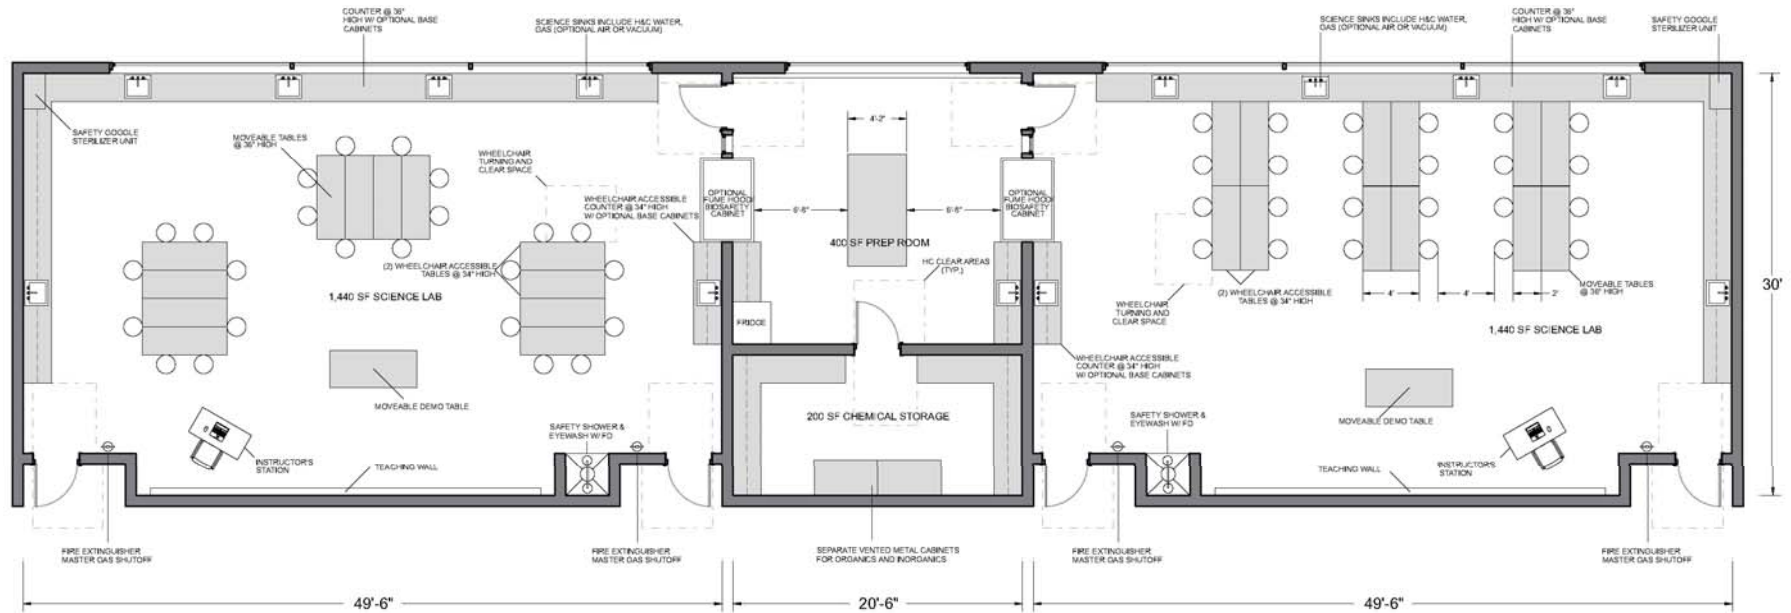 COUNTER @ 36"
HIGH W/ OPTIONAL BASE
CABINETS
SCIENCE SINKS INCLUDE H&C WATER,
GAS (OPTIONAL AIR OR VACUUM)
SCIENCE SINKS INCLUDE H&C WATER,
GAS (OPTIONAL AIR OR VACUUM)
COUNTER @ 36"
HIGH W/ OPTIONAL BASE
CABINETS
SAFETY GOGGLE
STERILIZER UNIT
SAFETY GOGGLE
STERILIZER UNIT
MOVEABLE TABLES
@ 36" HIGH
WHEELCHAIR
TURNING AND
CLEAR SPACE
WHEELCHAIR ACCESSIBLE
COUNTER @ 34" HIGH
W/ OPTIONAL BASE CABINETS
(2) WHEELCHAIR ACCESSIBLE
TABLES @ 34" HIGH
1,440 SF SCIENCE LAB
MOVEABLE DEMO TABLE
INSTRUCTOR'S
STATION
TEACHING WALL
SAFETY SHOWER &
EYEWASH W/ FD
FIRE EXTINGUISHER
MASTER GAS SHUTOFF
FIRE EXTINGUISHER
MASTER GAS SHUTOFF
4'-2"
OPTIONAL
FUME HOOD/
BIOSAFETY
CABINET
6'-8"
6'-8"
OPTIONAL
FUME HOOD/
BIOSAFETY
CABINET
400 SF PREP ROOM
HC CLEAR AREAS
(TYP.)
FRIDGE
200 SF CHEMICAL STORAGE
SEPARATE VENTED METAL CABINETS
FOR ORGANICS AND INORGANICS
WHEELCHAIR
TURNING AND
CLEAR SPACE
(2) WHEELCHAIR ACCESSIBLE
TABLES @ 34" HIGH
4'
4'
2'
MOVEABLE TABLES
@ 36" HIGH
1,440 SF SCIENCE LAB
WHEELCHAIR ACCESSIBLE
COUNTER @ 34" HIGH
W/ OPTIONAL BASE CABINETS
MOVEABLE DEMO TABLE
SAFETY SHOWER &
EYEWASH W/ FD
TEACHING WALL
INSTRUCTOR'S
STATION
FIRE EXTINGUISHER
MASTER GAS SHUTOFF
FIRE EXTINGUISHER
MASTER GAS SHUTOFF
30'
49'-6"
20'-6"
49'-6"